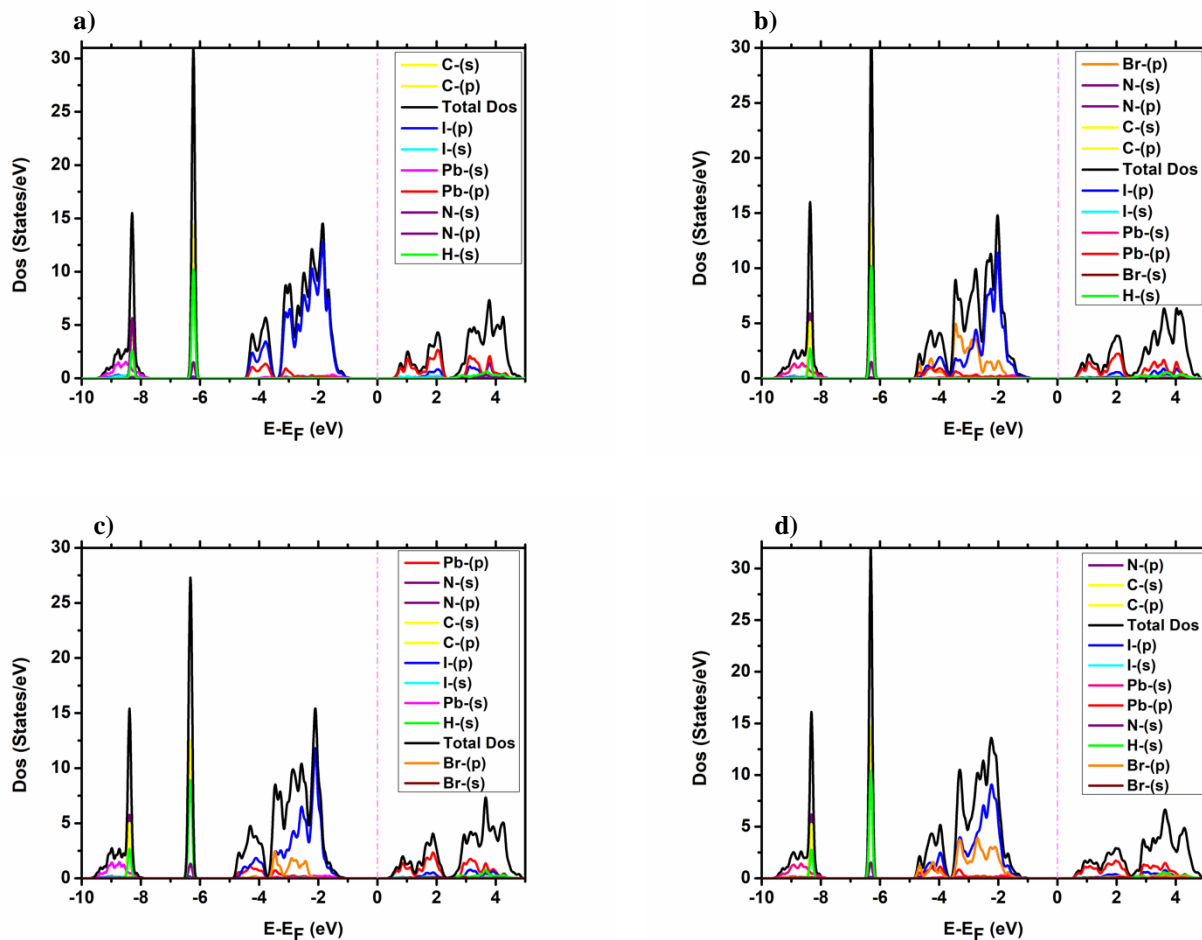 a)
30
25
20
15
10
5
0
Dos (States/eV)
-10 -8 -6 -4 -2 0 2 4
E-EF (eV)
C-(s)
C-(p)
Total Dos
I-(p)
I-(s)
Pb-(s)
Pb-(p)
N-(s)
N-(p)
H-(s)
b)
30
25
20
15
10
5
0
Dos (States/eV)
-10 -8 -6 -4 -2 0 2 4
E-EF (eV)
Br-(p)
N-(s)
N-(p)
C-(s)
C-(p)
Total Dos
I-(p)
I-(s)
Pb-(s)
Pb-(p)
Br-(s)
H-(s)
c)
30
25
20
15
10
5
0
Dos (States/eV)
-10 -8 -6 -4 -2 0 2 4
E-EF (eV)
Pb-(p)
N-(s)
N-(p)
C-(s)
C-(p)
I-(p)
I-(s)
Pb-(s)
H-(s)
Total Dos
Br-(p)
Br-(s)
d)
30
25
20
15
10
5
0
Dos (States/eV)
-10 -8 -6 -4 -2 0 2 4
E-EF (eV)
N-(p)
C-(s)
C-(p)
Total Dos
I-(p)
I-(s)
Pb-(s)
Pb-(p)
N-(s)
H-(s)
Br-(p)
Br-(s)